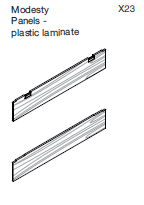 Modesty X23
Panels -
plastic laminate